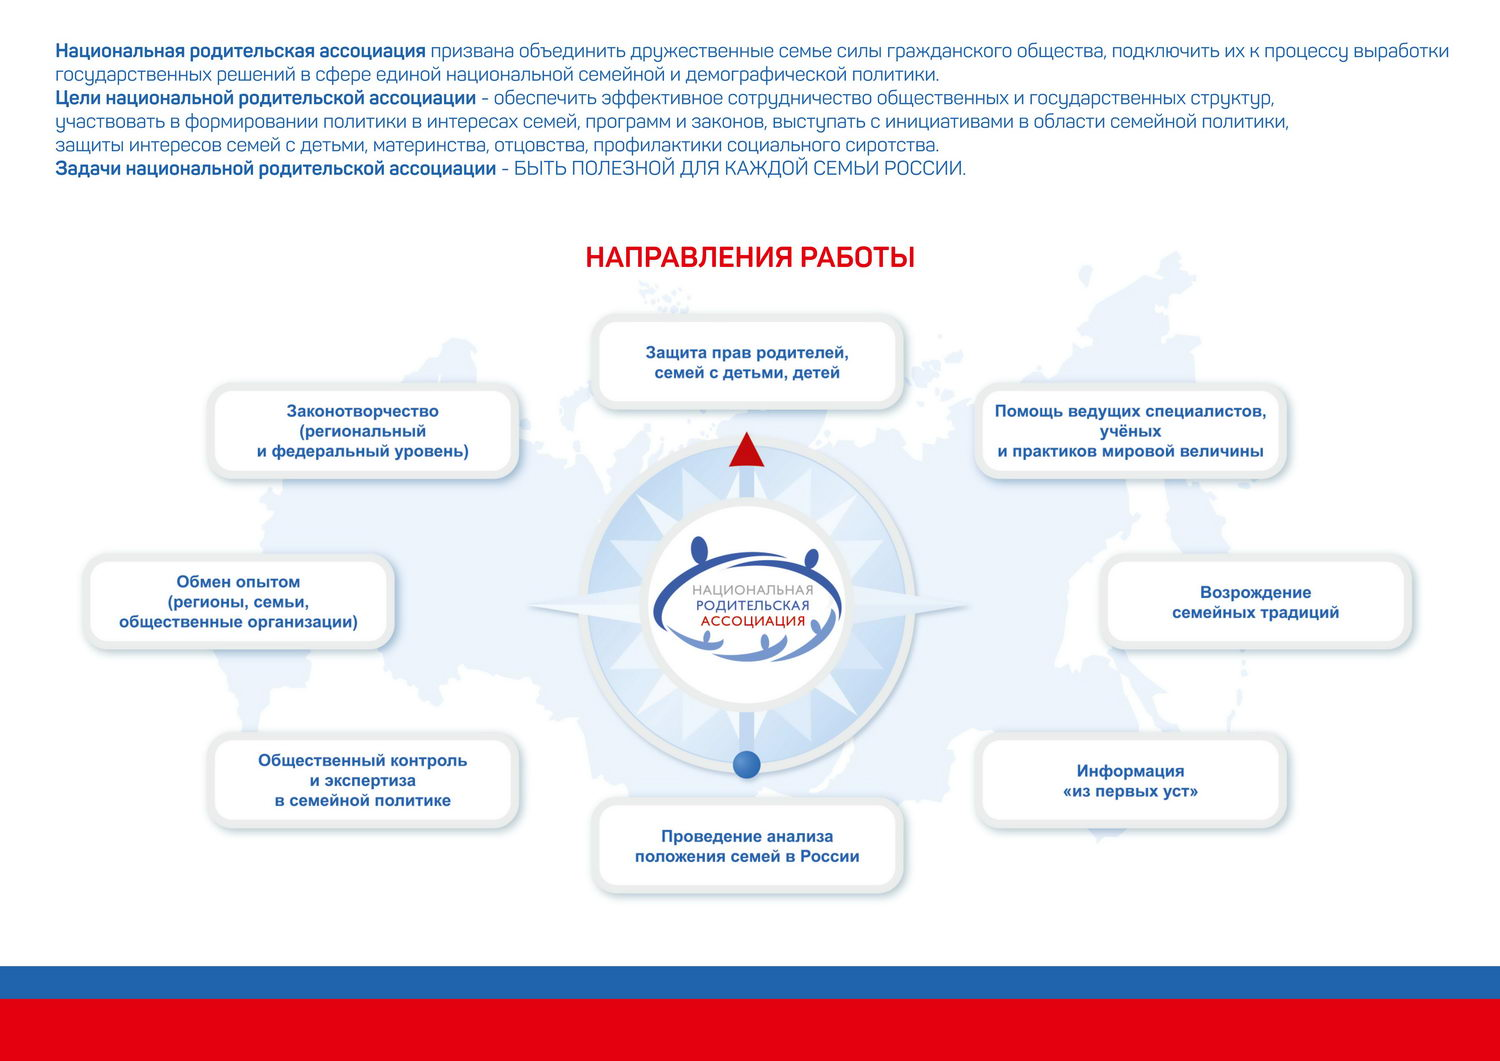 Национальная родительская ассоциация призвана объединить дружественные семье силы гражданского общества, подключить их к процессу выработки
государственных решений в сфере единой национальной семейной и демографической политики.
Цели национальной родительской ассоциации - обеспечить эффективное сотрудничество общественных и государственных структур,
участвовать в формировании политики в интересах семей, программ и законов, выступать с инициативами в области семейной политики,
защиты интересов семей с детьми, материнства, отцовства, профилактики социального сиротства.
Задачи национальной родительской ассоциации - БЫТЬ ПОЛЕЗНОЙ ДЛЯ КАЖДОЙ СЕМЬИ РОССИИ.
НАПРАВЛЕНИЯ РАБОТЫ
Защита прав родителей,
семей с детьми, детей
Законотворчество
(региональный
и федеральный уровень)
Помощь ведущих специалистов,
учёных
и практиков мировой величины
Обмен опытом
(регионы, семьи,
общественные организации)
НАЦИОНАЛЬНАЯ
РОДИТЕЛЬСКАЯ
АССОЦИАЦИЯ
Возрождение
семейных традиций
Общественный контроль
и экспертиза
в семейной политике
Информация
«из первых уст»
Проведение анализа
положения семей в России